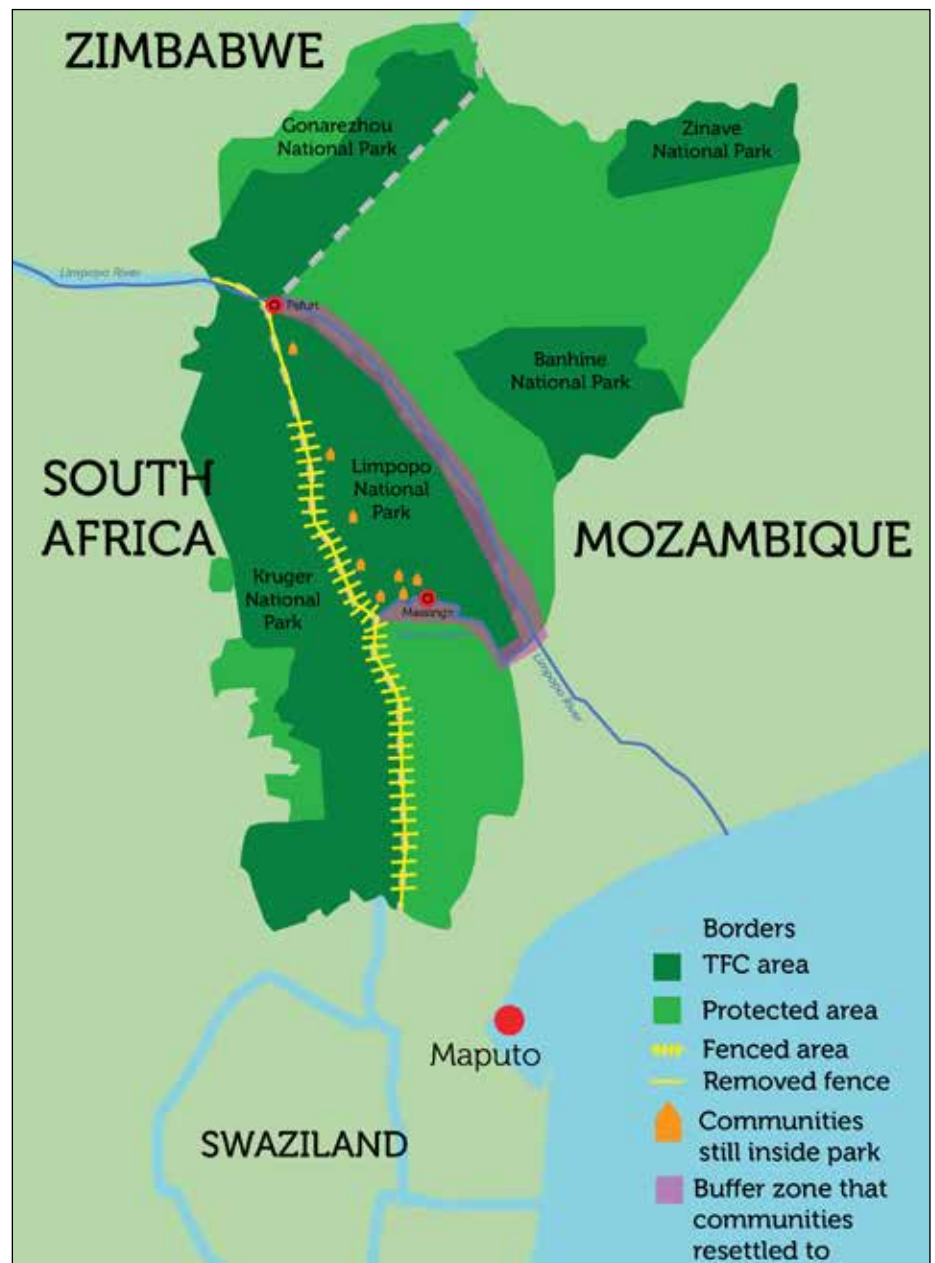 ZIMBABWE
Gonarezhou
National Park
Zinave
National Park
Limpopo River
Pafuri
Banhine
National Park
SOUTH
AFRICA
Limpopo
National
Park
MOZAMBIQUE
Kruger
National
Park
Massingir
Limpopo River
Borders
TFC area
Protected area
Fenced area
Removed fence
Maputo
Communities
still inside park
SWAZILAND
Buffer zone that
communities
resettled to